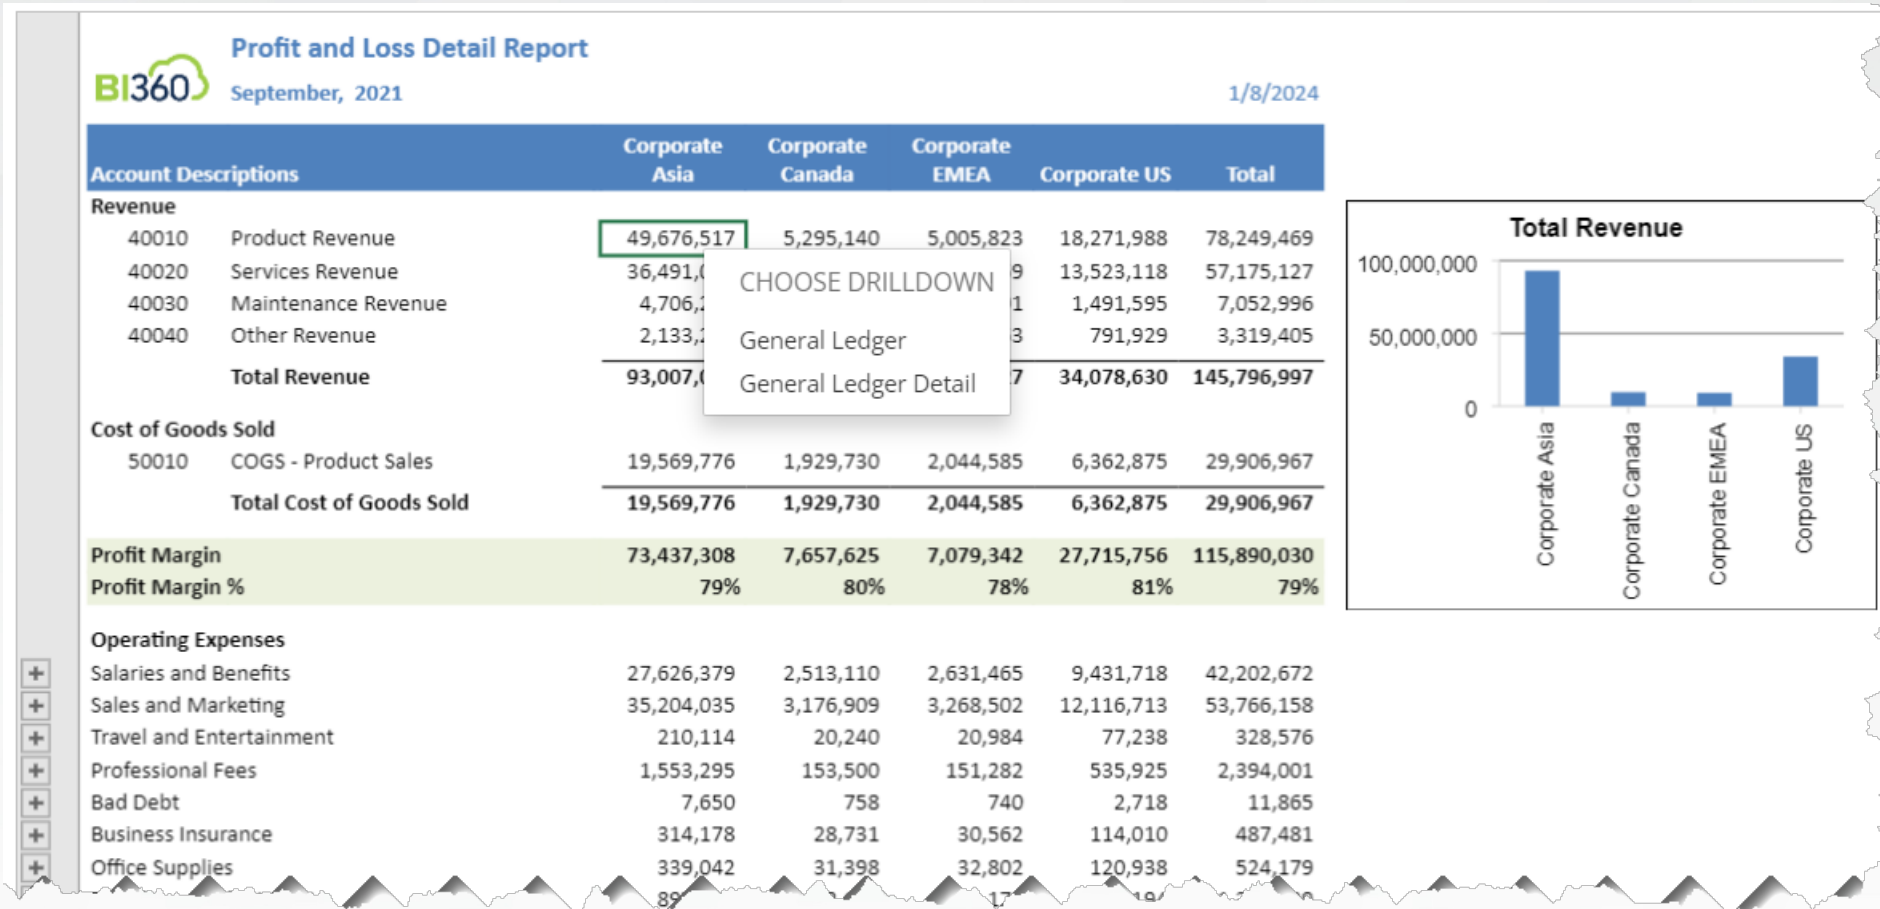 Profit and Loss Detail Report
BI360
September, 2021 1/8/2024
Account Descriptions Corporate Asia Corporate Canada Corporate EMEA Corporate US Total
Revenue
40010 Product Revenue 49,676,517 5,295,140 5,005,823 18,271,988 78,249,469
40020 Services Revenue 36,491, 9 13,523,118 57,175,127
40030 Maintenance Revenue 4,706, 1 1,491,595 7,052,996
40040 Other Revenue 2,133, 3 791,929 3,319,405
Total Revenue 93,007, 7 34,078,630 145,796,997
CHOOSE DRILLDOWN
General Ledger
General Ledger Detail
Cost of Goods Sold
50010 COGS - Product Sales 19,569,776 1,929,730 2,044,585 6,362,875 29,906,967
Total Cost of Goods Sold 19,569,776 1,929,730 2,044,585 6,362,875 29,906,967
Profit Margin 73,437,308 7,657,625 7,079,342 27,715,756 115,890,030
Profit Margin % 79% 80% 78% 81% 79%
Operating Expenses
Salaries and Benefits 27,626,379 2,513,110 2,631,465 9,431,718 42,202,672
Sales and Marketing 35,204,035 3,176,909 3,268,502 12,116,713 53,766,158
Travel and Entertainment 210,114 20,240 20,984 77,238 328,576
Professional Fees 1,553,295 153,500 151,282 535,925 2,394,001
Bad Debt 7,650 758 740 2,718 11,865
Business Insurance 314,178 28,731 30,562 114,010 487,481
Office Supplies 339,042 31,398 32,802 120,938 524,179
Total Revenue
100,000,000
50,000,000
0
Corporate Asia
Corporate Canada
Corporate EMEA
Corporate US